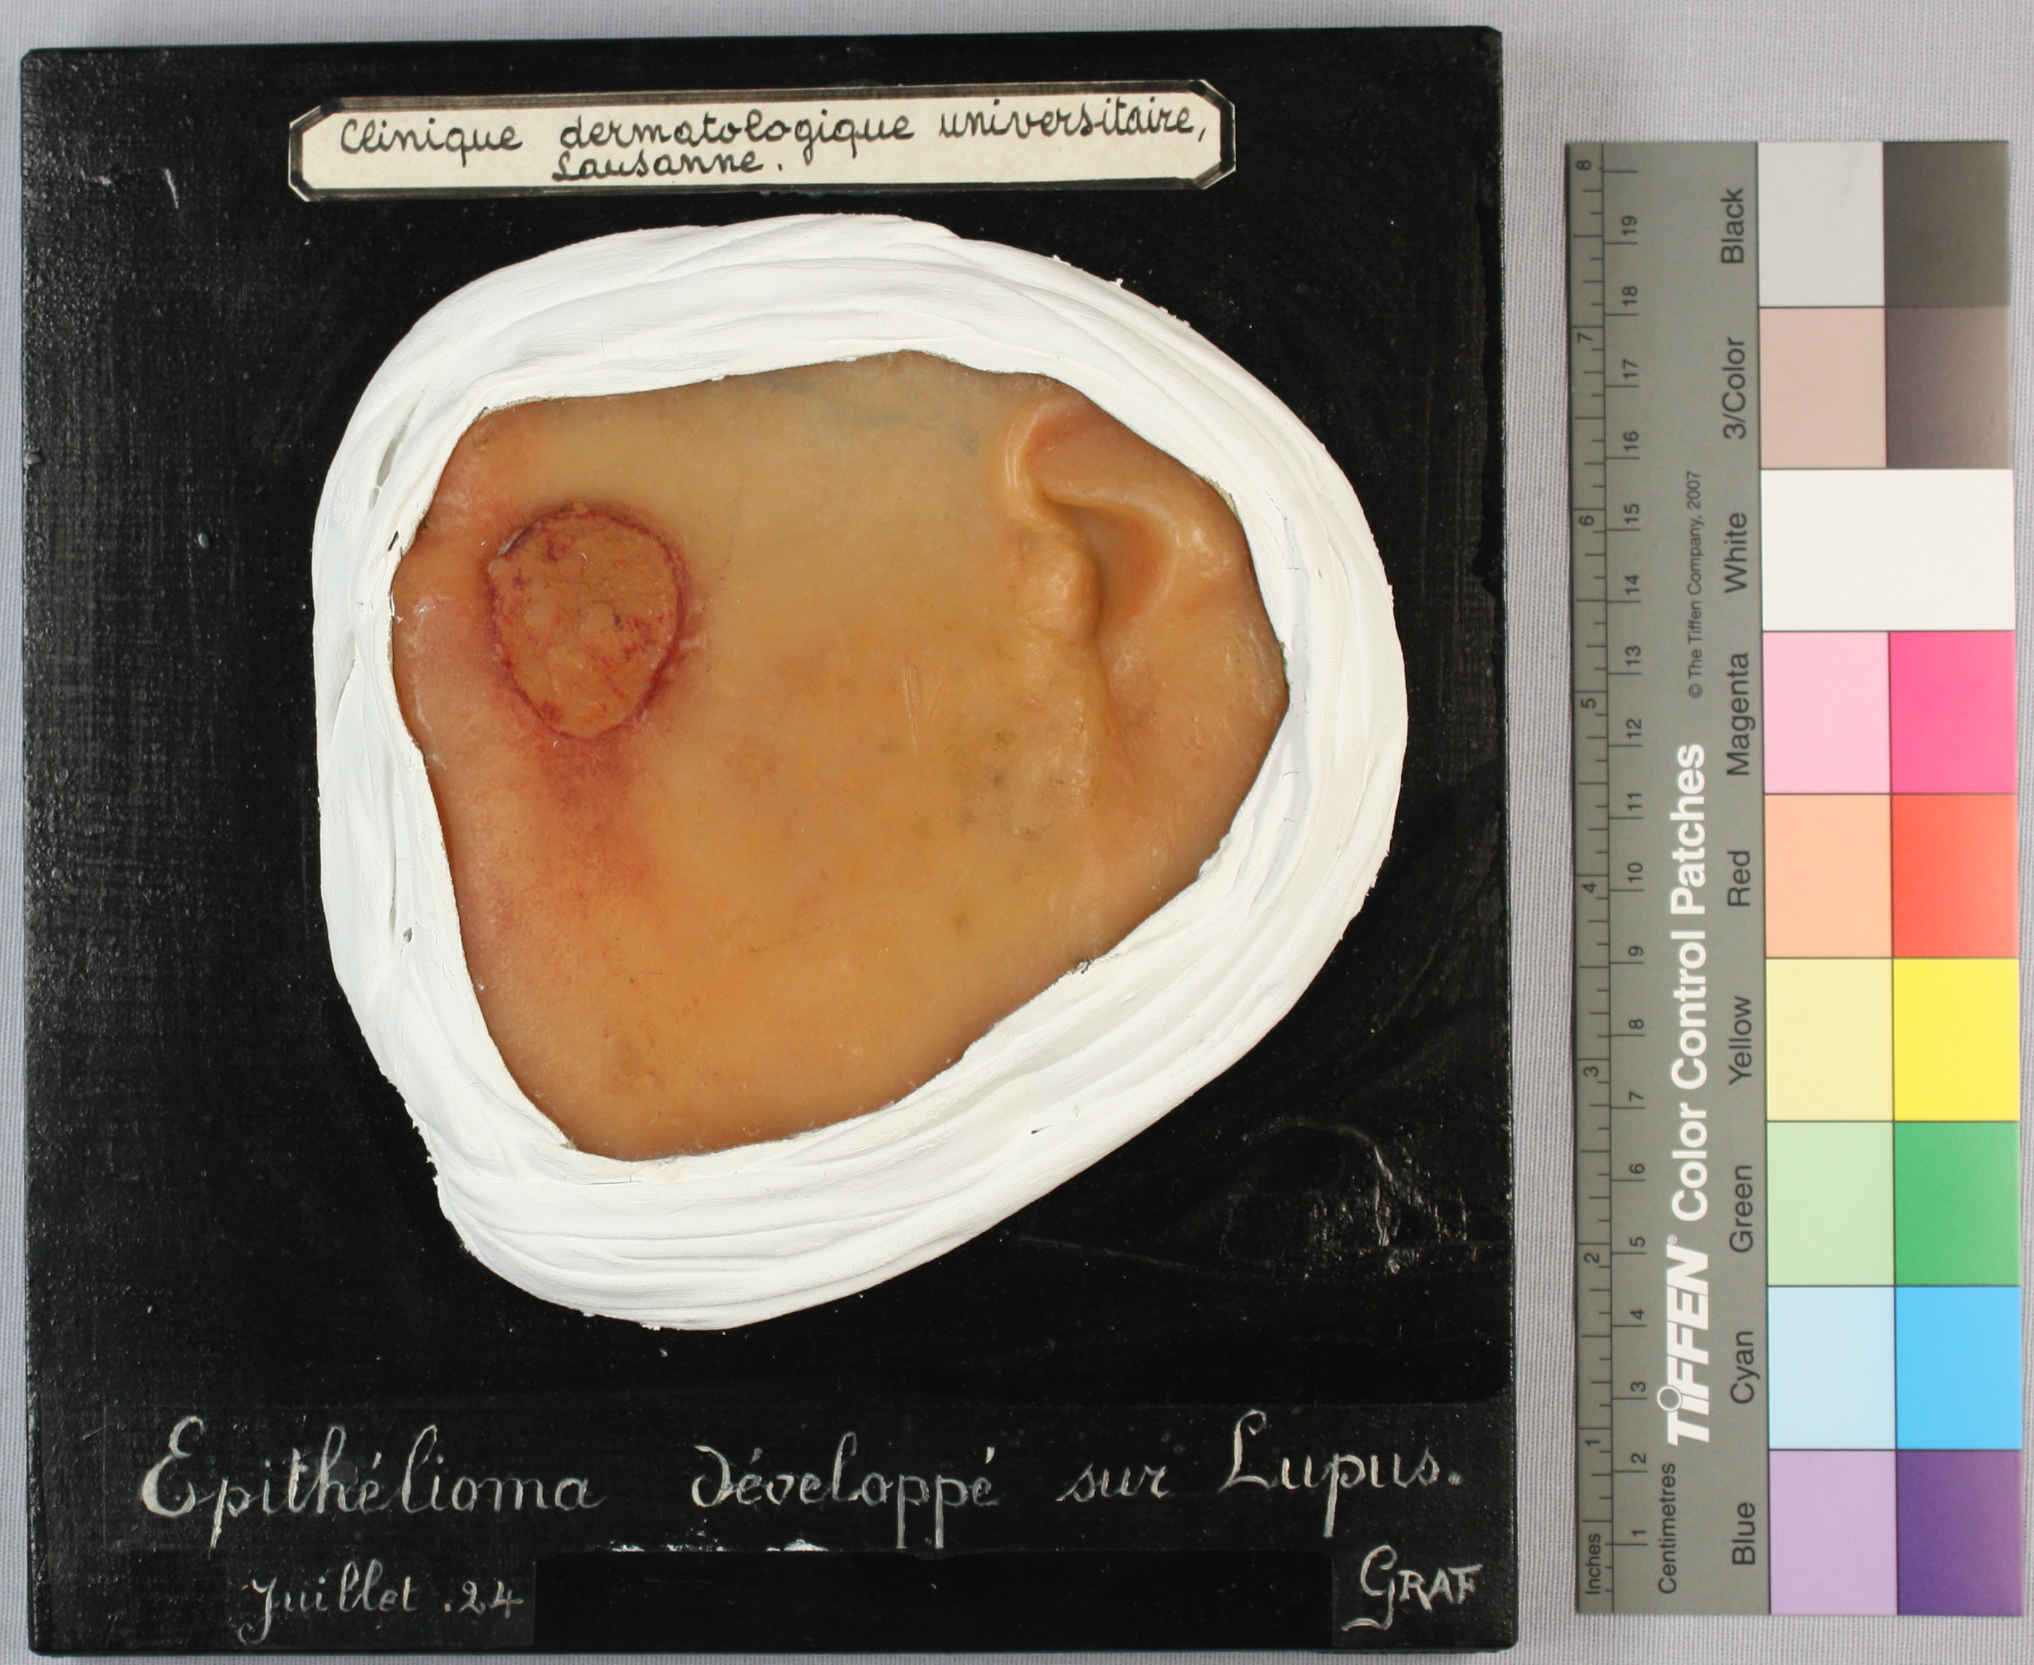 Clinique dermatologique universitaire,
Lausanne.
Epithélioma développé sur Lupus.
Juillet .24
GRAF
8
19
18
7
17
16
6
15
14
13
5
12
11
4
10
9
8
3
7
6
2
5
4
3
1
2
1
Inches
Centimetres
TIFFEN® Color Control Patches
© The Tiffen Company, 2007
Blue
Cyan
Green
Yellow
Red
Magenta
White
3/Color
Black